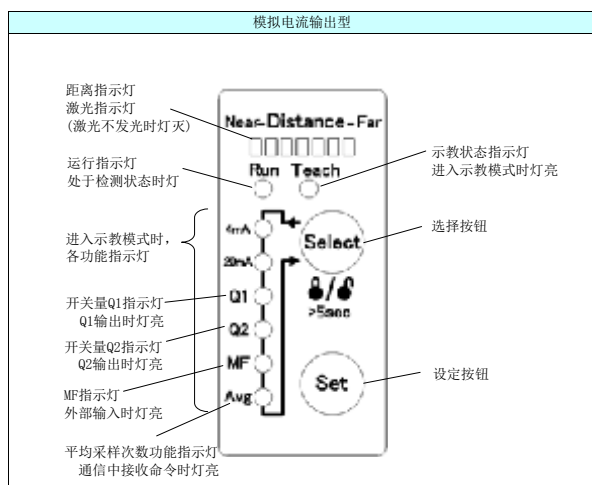 模拟电流输出型
距离指示灯
激光指示灯
(激光不发光时灯灭)
Near-Distance-Far
运行指示灯
处于检测状态时灯
Run Teach
示教状态指示灯
进入示教模式时灯亮
进入示教模式时，
各功能指示灯
4mA
20mA
Q1
Q2
MF
Avg
Select
选择按钮
>5sec
开关量Q1指示灯
Q1输出时灯亮
开关量Q2指示灯
Q2输出时灯亮
Set
设定按钮
MF指示灯
外部输入时灯亮
平均采样次数功能指示灯
通信中接收命令时灯亮